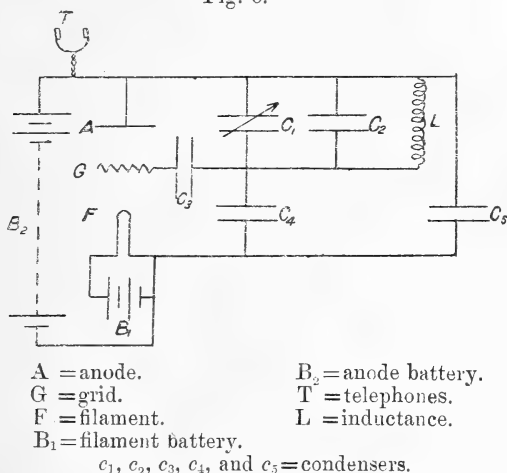 Fig. 6.
T
A
C₁
C₂
L
G
C₃
B₂
F
C₄
C₅
B₁
A = anode.
B₂ = anode battery.
G = grid.
T = telephones.
F = filament.
L = inductance.
B₁ = filament battery.
c₁, c₂, c₃, c₄, and c₅ = condensers.